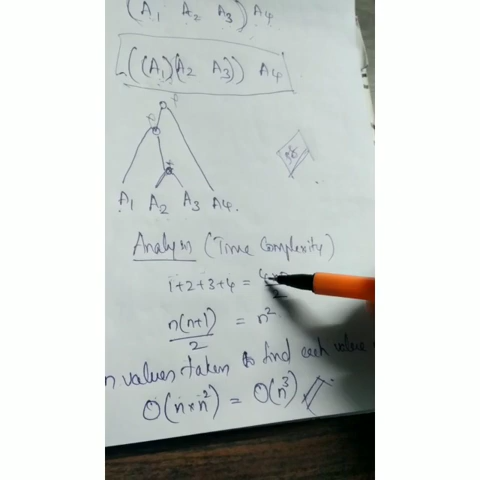 (A1 A2 A3) A4
((A1)(A2 A3)) A4
A1 A2 A3 A4.
Analysis (Time Complexity)
1+2+3+4 =
n(n+1)/2 = n²
n values taken to find each value
O(n×n²) = O(n³)